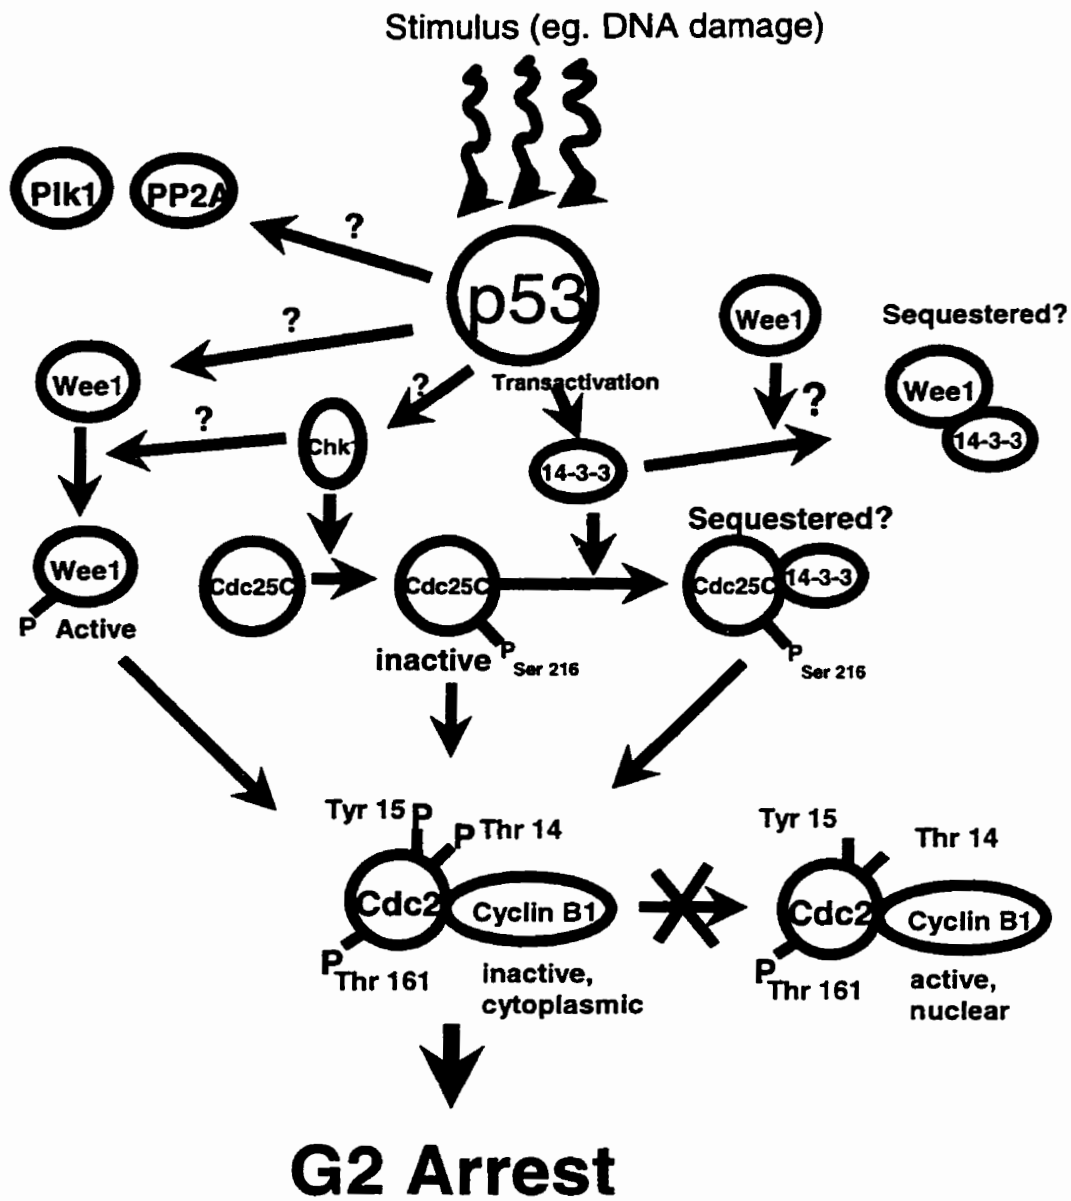 Stimulus (eg. DNA damage)
Plk1
PP2A
?
p53
?
Wee1
Sequestered?
Wee1
Transactivation
?
Wee1
?
?
Chk1
14-3-3
14-3-3
Sequestered?
Wee1
Cdc25C
Cdc25C
Cdc25C
14-3-3
P
Active
inactive
P
Ser 216
P
Ser 216
Tyr 15
P
P
Thr 14
Tyr 15
Thr 14
Cdc2
Cyclin B1
Cdc2
Cyclin B1
P
Thr 161
inactive,
cytoplasmic
P
Thr 161
active,
nuclear
G2 Arrest